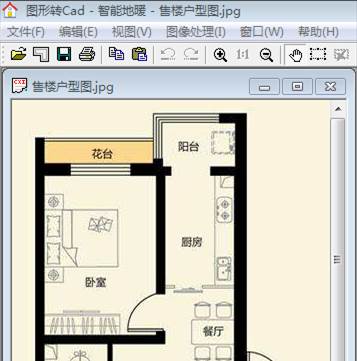 图形转Cad - 智能地暖 - 售楼户型图.jpg
文件(F) 编辑(E) 视图(V) 图像处理(I) 窗口(W) 帮助(H)
1:1
售楼户型图.jpg
花台
阳台
厨房
卧室
餐厅